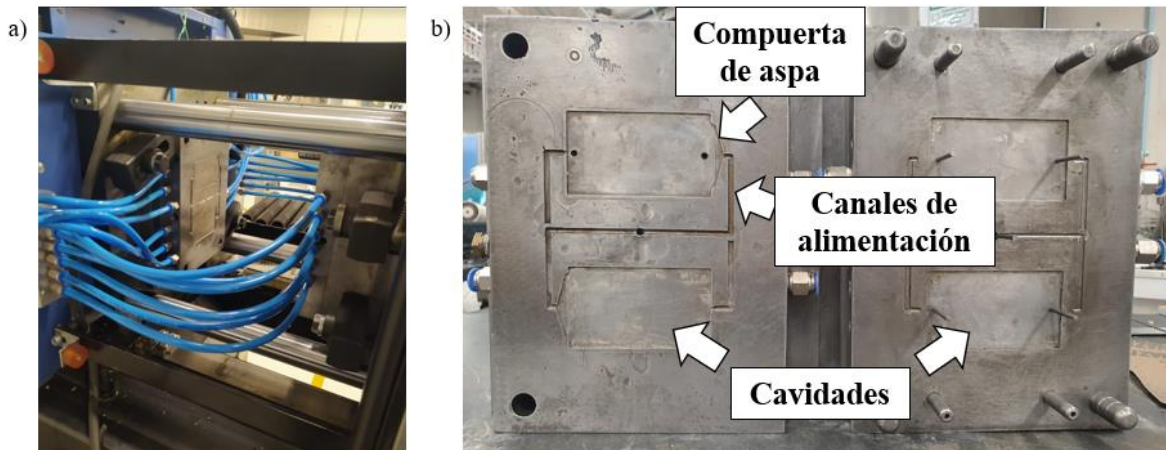 a)
b)
Compuerta
de aspa
Canales de
alimentación
Cavidades